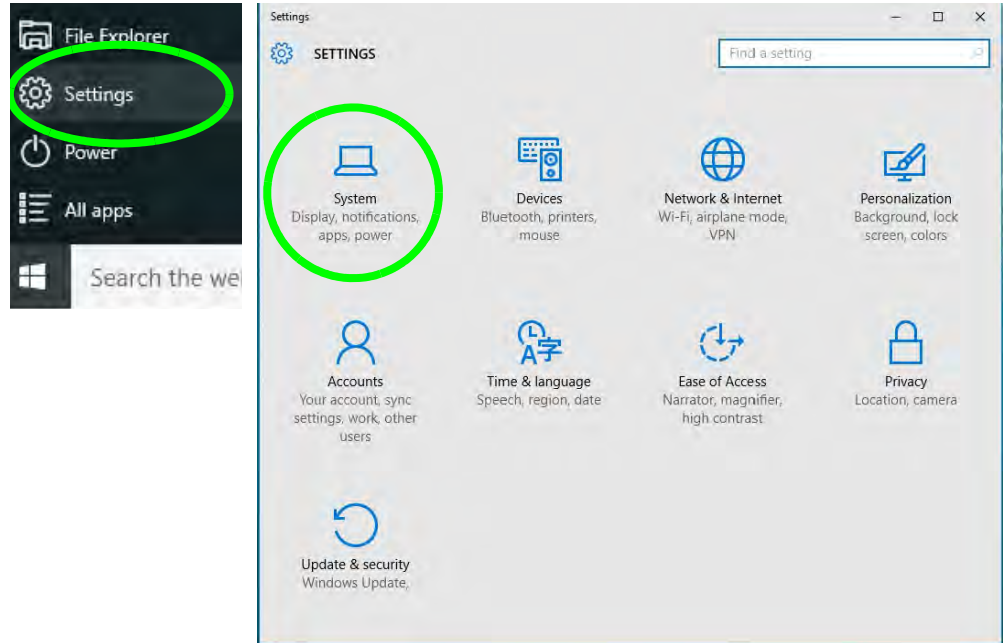 File Explorer
Settings
Power
All apps
Search the we
Settings
SETTINGS
Find a setting
System
Display, notifications,
apps, power
Devices
Bluetooth, printers,
mouse
Network & Internet
Wi-Fi, airplane mode,
VPN
Personalization
Background, lock
screen, colors
Accounts
Your account, sync
settings, work, other
users
Time & language
Speech, region, date
Ease of Access
Narrator, magnifier,
high contrast
Privacy
Location, camera
Update & security
Windows Update,